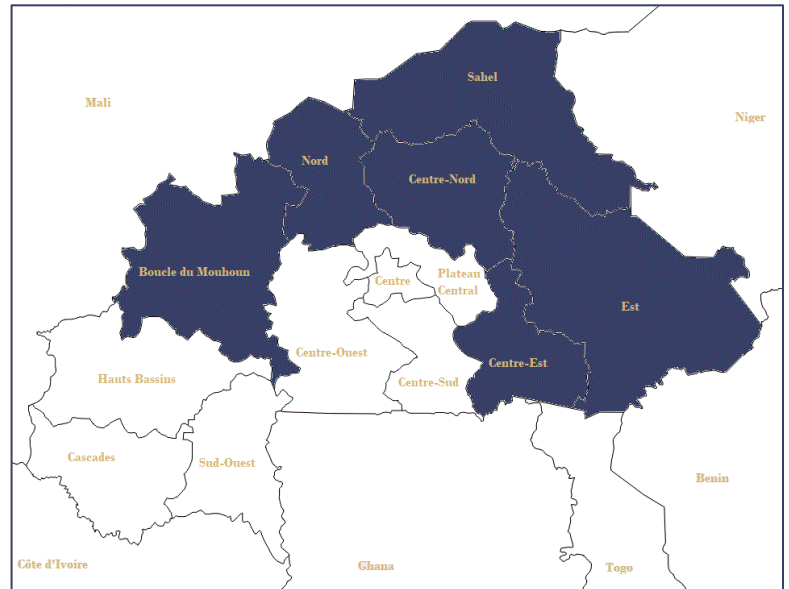 Sahel
Mali
Niger
Nord
Centre-Nord
Boucle du Mouhoun
Centre
Plateau
Central
Est
Centre-Ouest
Centre-Est
Hauts Bassins
Centre-Sud
Cascades
Sud-Ouest
Benin
Côte d'Ivoire
Ghana
Togo